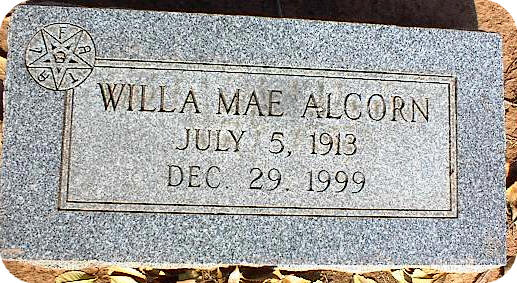 WILLA MAE ALCORN
JULY 5, 1913
DEC. 29. 1999